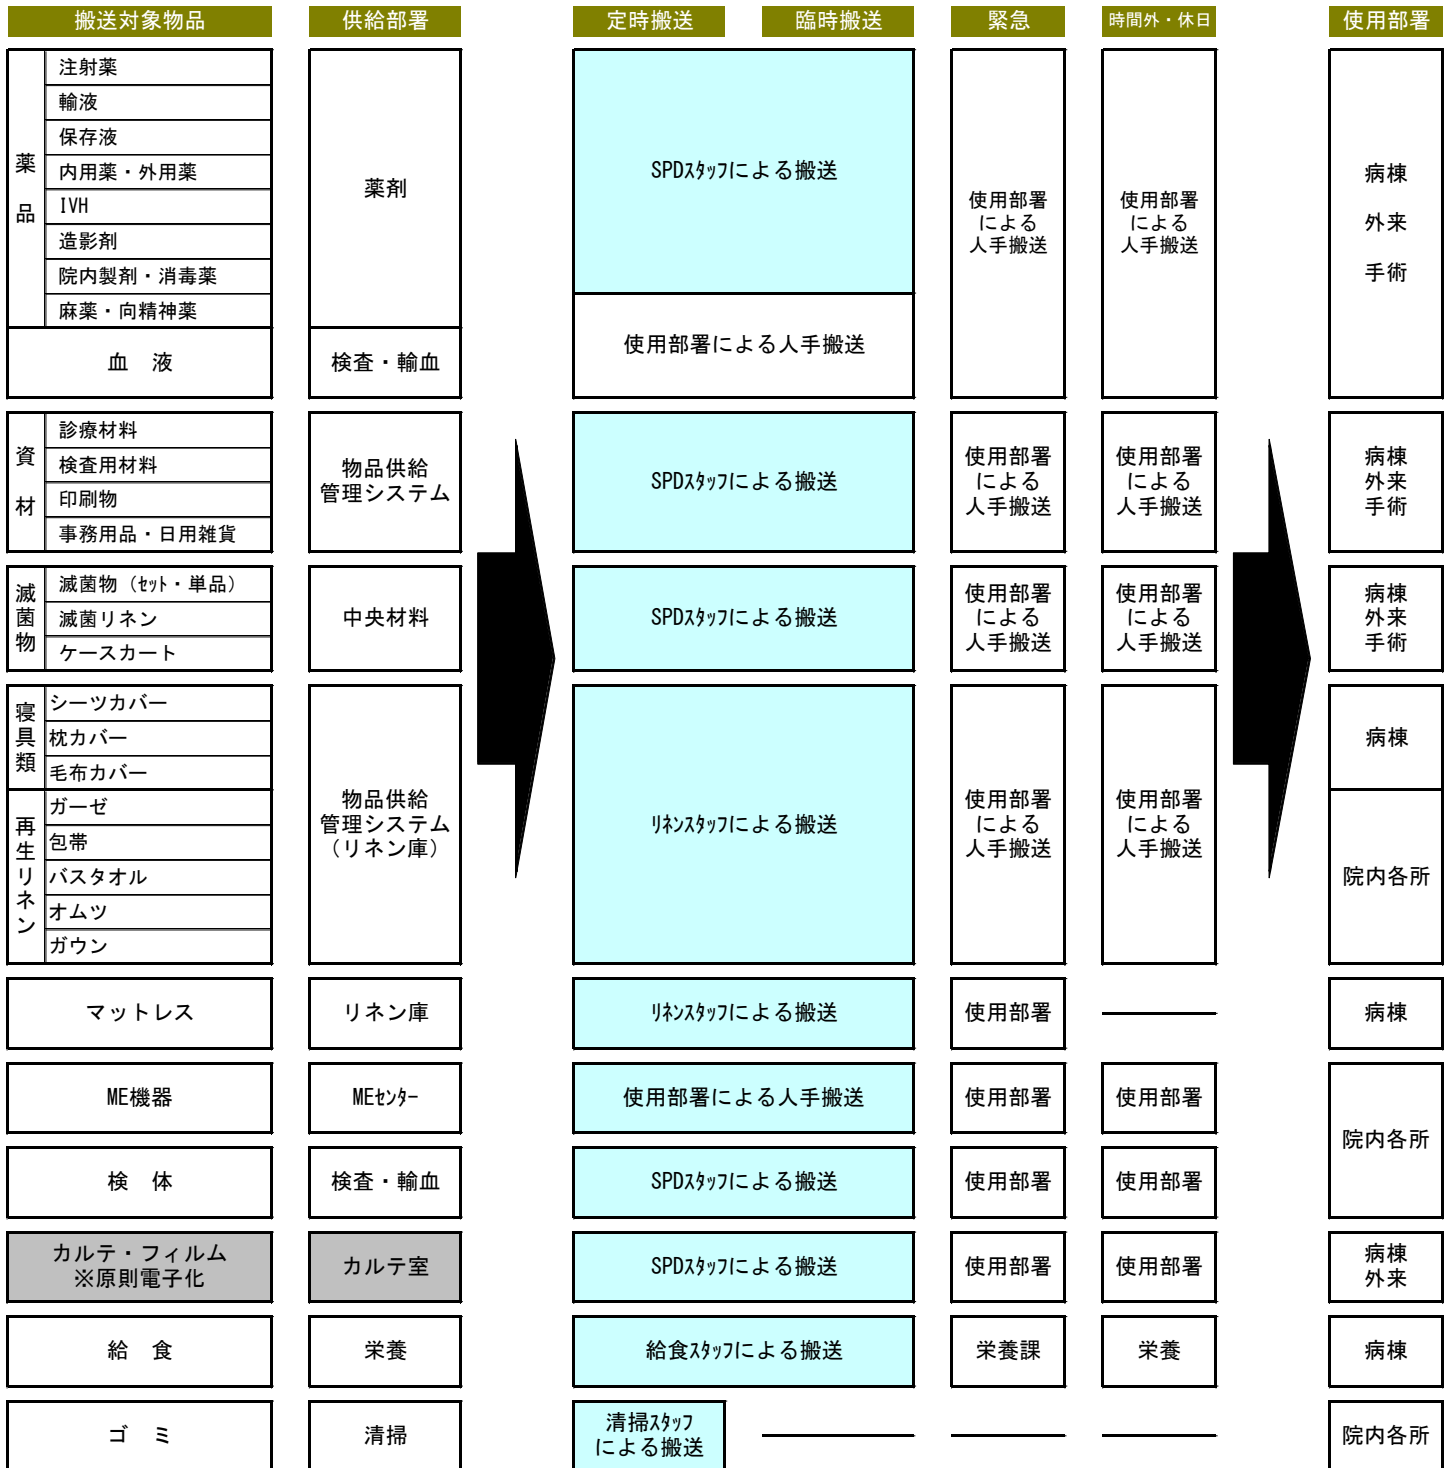 搬送対象物品
供給部署
定時搬送
臨時搬送
緊急
時間外・休日
使用部署
薬品
注射薬
輸液
保存液
内用薬・外用薬
IVH
造影剤
院内製剤・消毒薬
麻薬・向精神薬
薬剤
SPDｽﾀｯﾌによる搬送
使用部署
による
人手搬送
使用部署
による
人手搬送
病棟
外来
手術
血　液
検査・輸血
使用部署による人手搬送
資材
診療材料
検査用材料
印刷物
事務用品・日用雑貨
物品供給
管理システム
SPDｽﾀｯﾌによる搬送
使用部署
による
人手搬送
使用部署
による
人手搬送
病棟
外来
手術
滅菌物
滅菌物（ｾｯﾄ・単品）
滅菌リネン
ケースカート
中央材料
SPDｽﾀｯﾌによる搬送
使用部署
による
人手搬送
使用部署
による
人手搬送
病棟
外来
手術
寝具類
シーツカバー
枕カバー
毛布カバー
再生リネン
ガーゼ
包帯
バスタオル
オムツ
ガウン
物品供給
管理システム
（リネン庫）
ﾘﾈﾝｽﾀｯﾌによる搬送
使用部署
による
人手搬送
使用部署
による
人手搬送
病棟
院内各所
マットレス
リネン庫
ﾘﾈﾝｽﾀｯﾌによる搬送
使用部署
病棟
ME機器
MEｾﾝﾀｰ
使用部署による人手搬送
使用部署
使用部署
院内各所
検　体
検査・輸血
SPDｽﾀｯﾌによる搬送
使用部署
使用部署
カルテ・フィルム
※原則電子化
カルテ室
SPDｽﾀｯﾌによる搬送
使用部署
使用部署
病棟
外来
給　食
栄養
給食ｽﾀｯﾌによる搬送
栄養課
栄養
病棟
ゴ　ミ
清掃
清掃ｽﾀｯﾌ
による搬送
院内各所